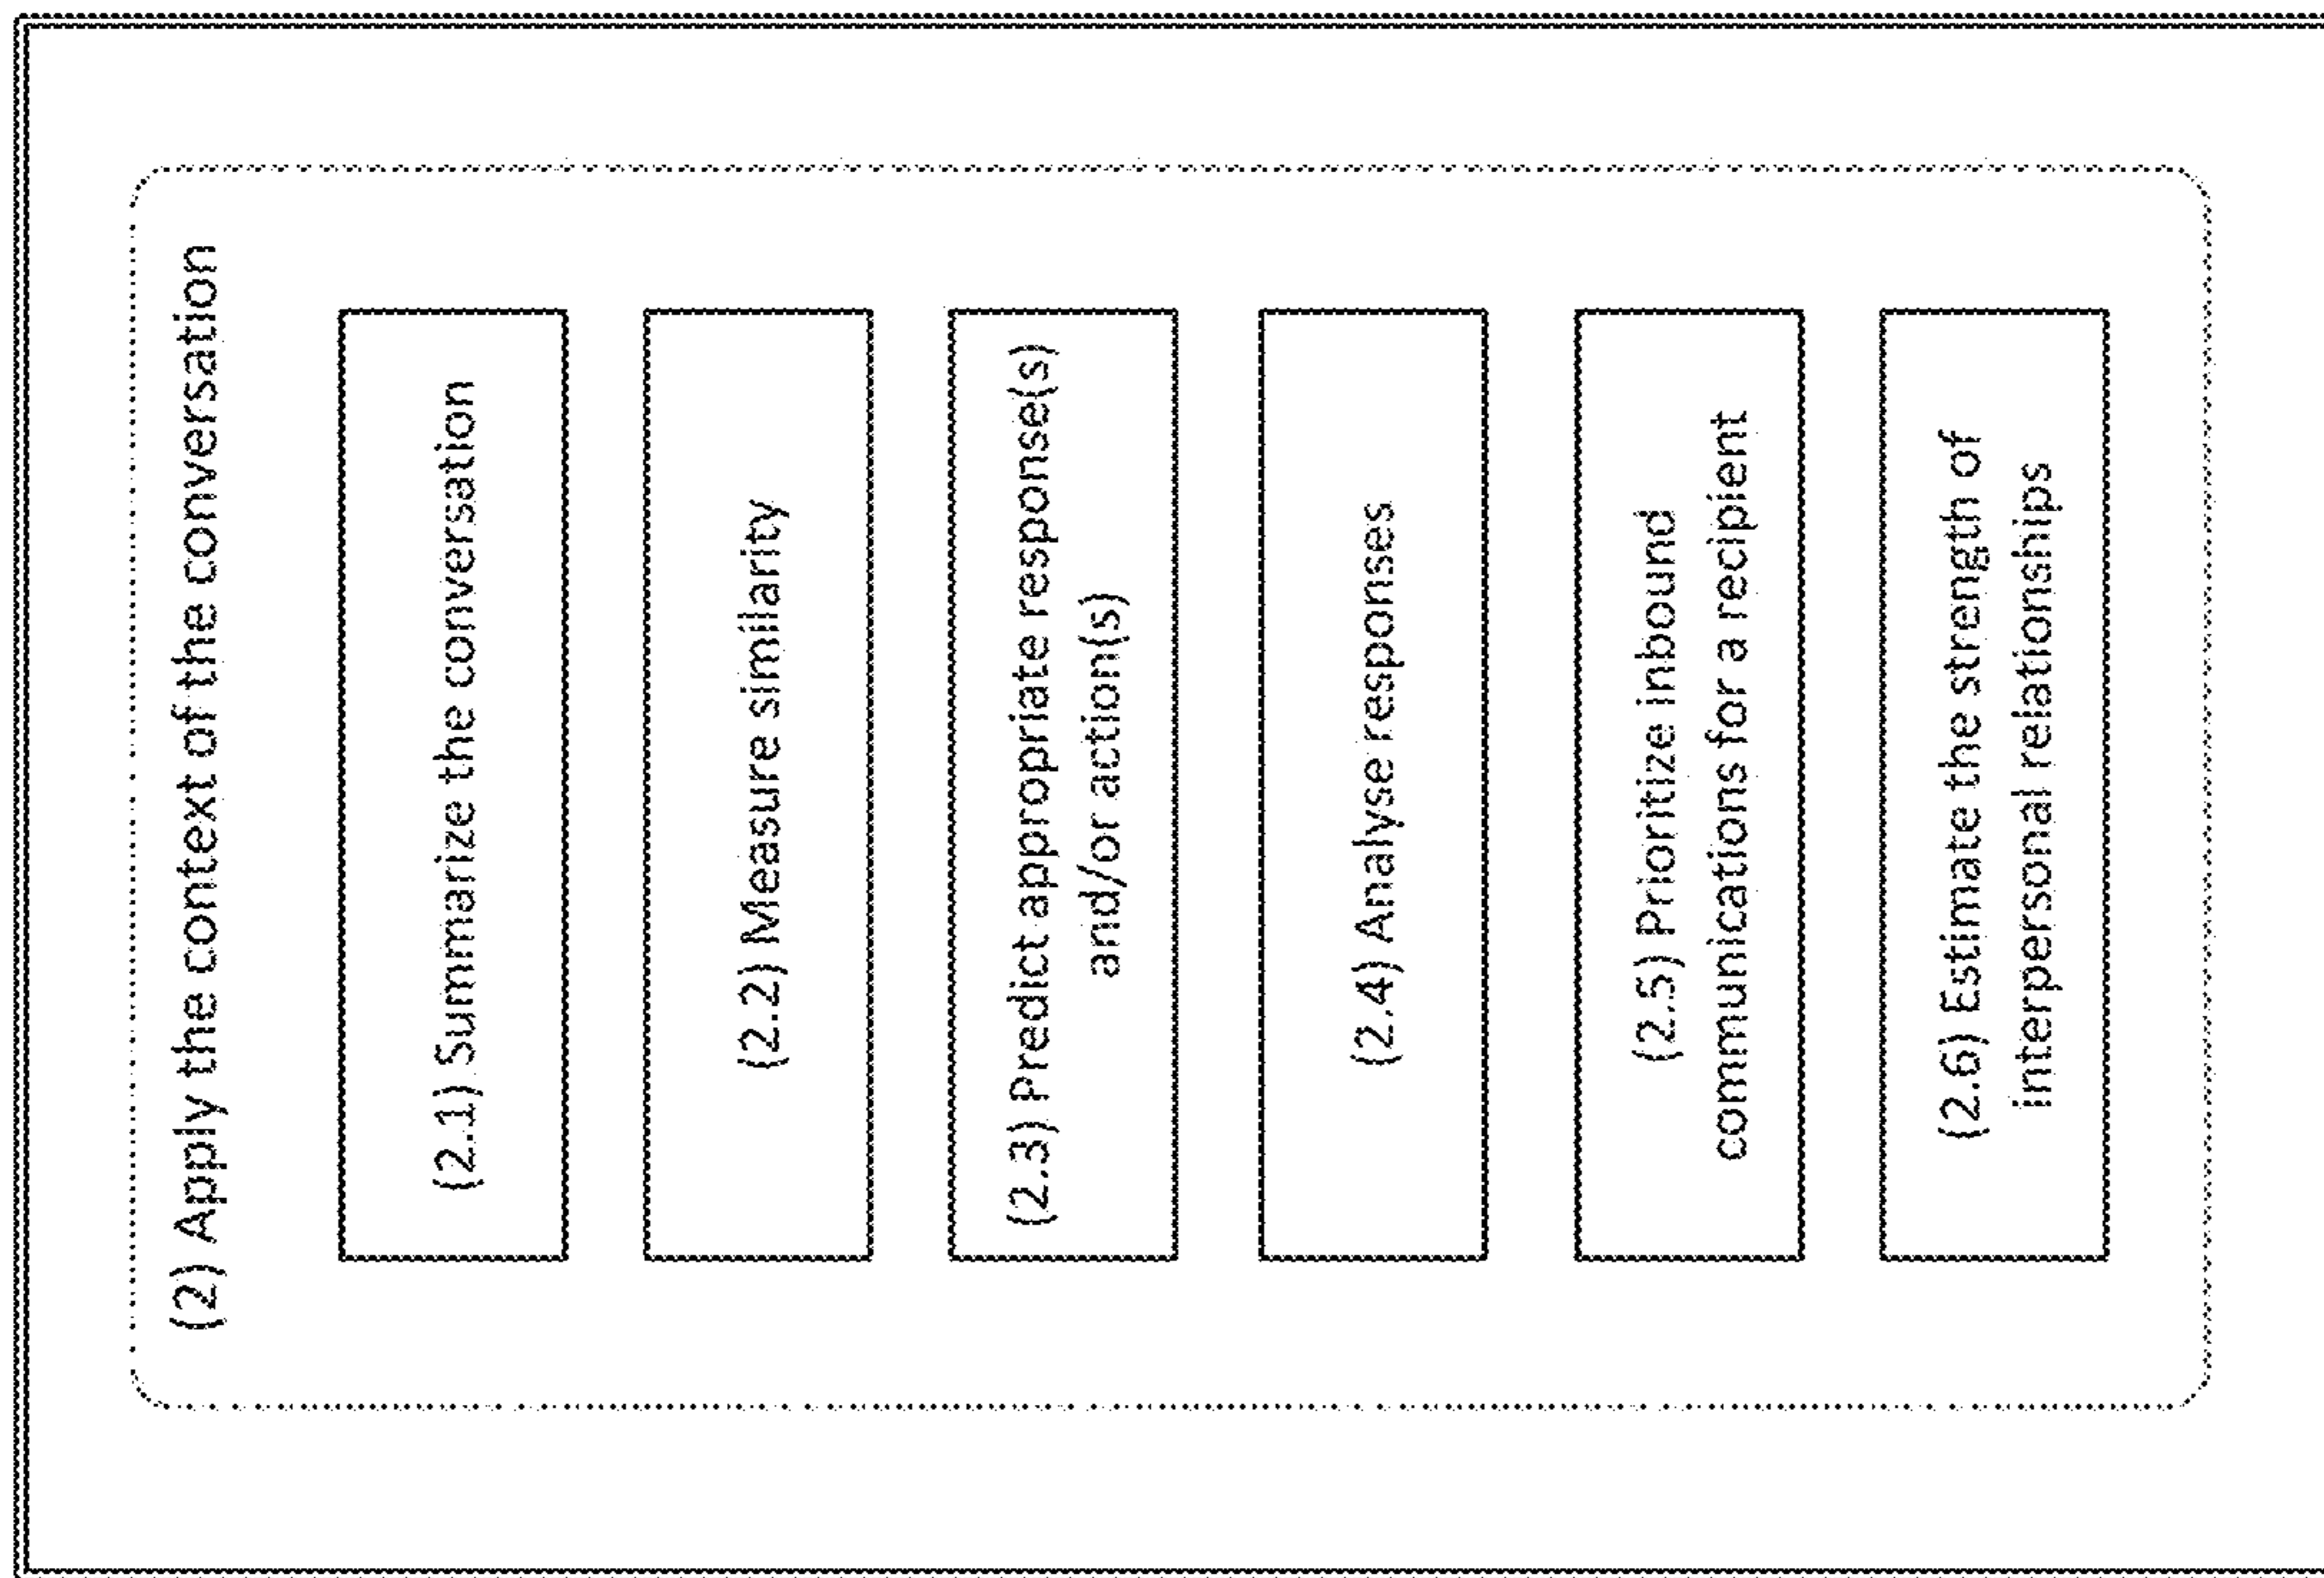 (2) Apply the context of the conversation
(2.1) Summarize the conversation
(2.2) Measure similarity
(2.3) Predict appropriate response(s)
and/or action(s)
(2.4) Analyse responses
(2.5) Prioritize inbound
communications for a recipient
(2.6) Estimate the strength of
interpersonal relationships